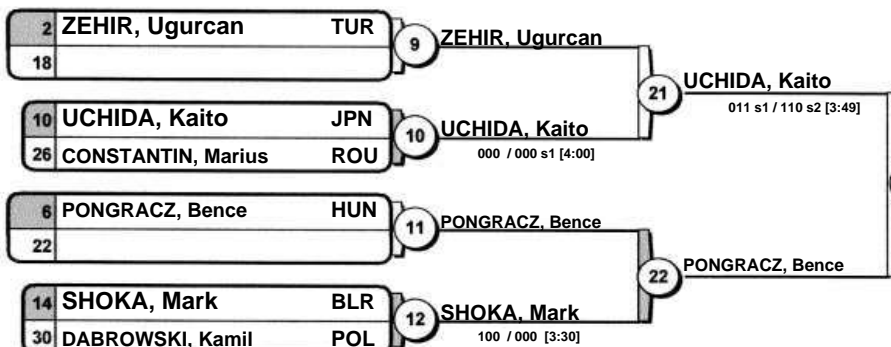 2 ZEHIR, Ugurcan TUR
18
9 ZEHIR, Ugurcan
10 UCHIDA, Kaito JPN
26 CONSTANTIN, Marius ROU
10 UCHIDA, Kaito
000 / 000 s1 [4:00]
21 UCHIDA, Kaito
011 s1 / 110 s2 [3:49]
6 PONGRACZ, Bence HUN
22
11 PONGRACZ, Bence
14 SHOKA, Mark BLR
30 DABROWSKI, Kamil POL
12 SHOKA, Mark
100 / 000 [3:30]
22 PONGRACZ, Bence